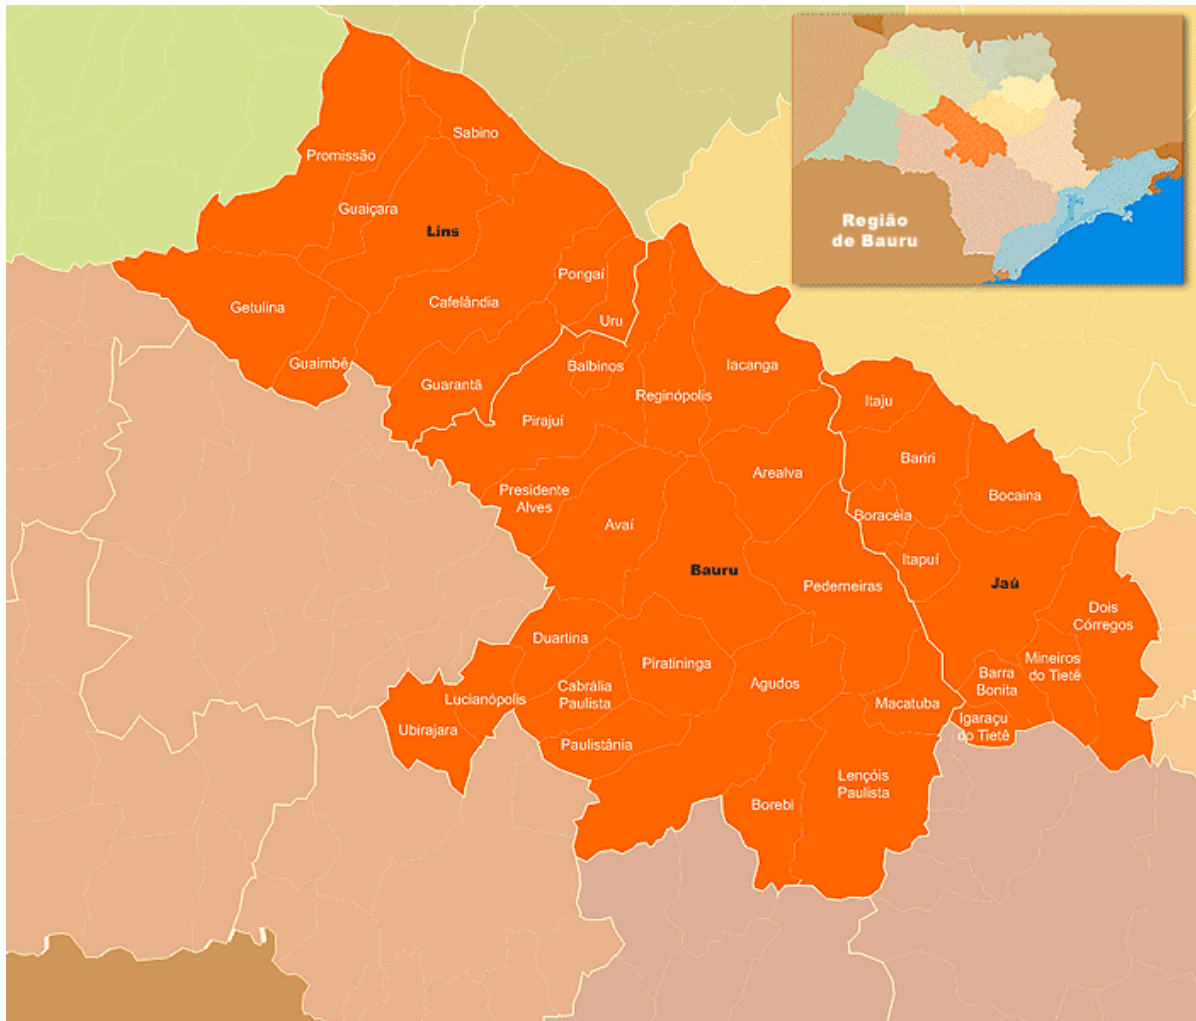 Região
de Bauru
Sabino
Promissão
Guaiçara
Lins
Pongaí
Getulina
Cafelândia
Uru
Guaimbê
Balbinos
Iacanga
Guarantã
Reginópolis
Itaju
Pirajuí
Bariri
Arealva
Presidente
Alves
Bocaina
Avaí
Boracéia
Itapuí
Bauru
Pederneiras
Jaú
Dois
Córregos
Duartina
Piratininga
Mineiros
do Tietê
Barra
Bonita
Agudos
Cabrália
Paulista
Lucianópolis
Macatuba
Ubirajara
Igaraçu
do Tietê
Paulistânia
Lençóis
Paulista
Borebi